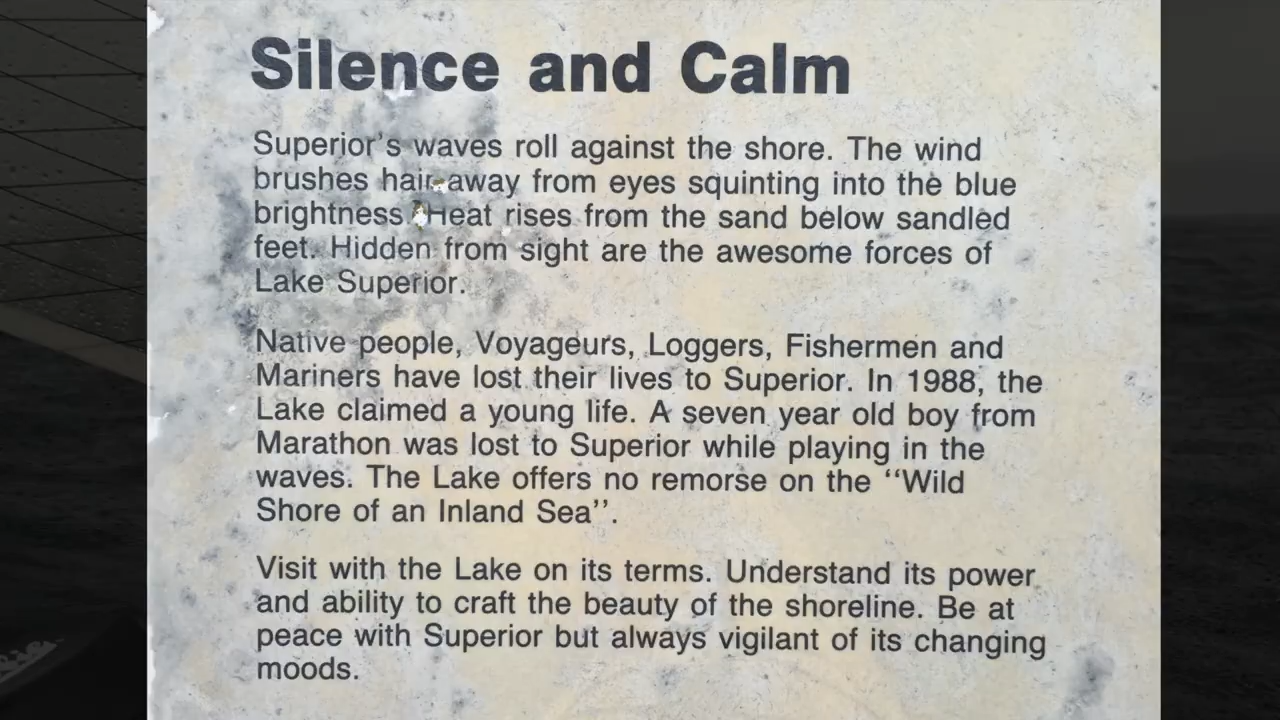 Silence and Calm
Superior's waves roll against the shore. The wind
brushes hair away from eyes squinting into the blue
brightness. Heat rises from the sand below sandled
feet. Hidden from sight are the awesome forces of
Lake Superior.
Native people, Voyageurs, Loggers, Fishermen and
Mariners have lost their lives to Superior. In 1988, the
Lake claimed a young life. A seven year old boy from
Marathon was lost to Superior while playing in the
waves. The Lake offers no remorse on the ‘‘Wild
Shore of an Inland Sea’’.
Visit with the Lake on its terms. Understand its power
and ability to craft the beauty of the shoreline. Be at
peace with Superior but always vigilant of its changing
moods.